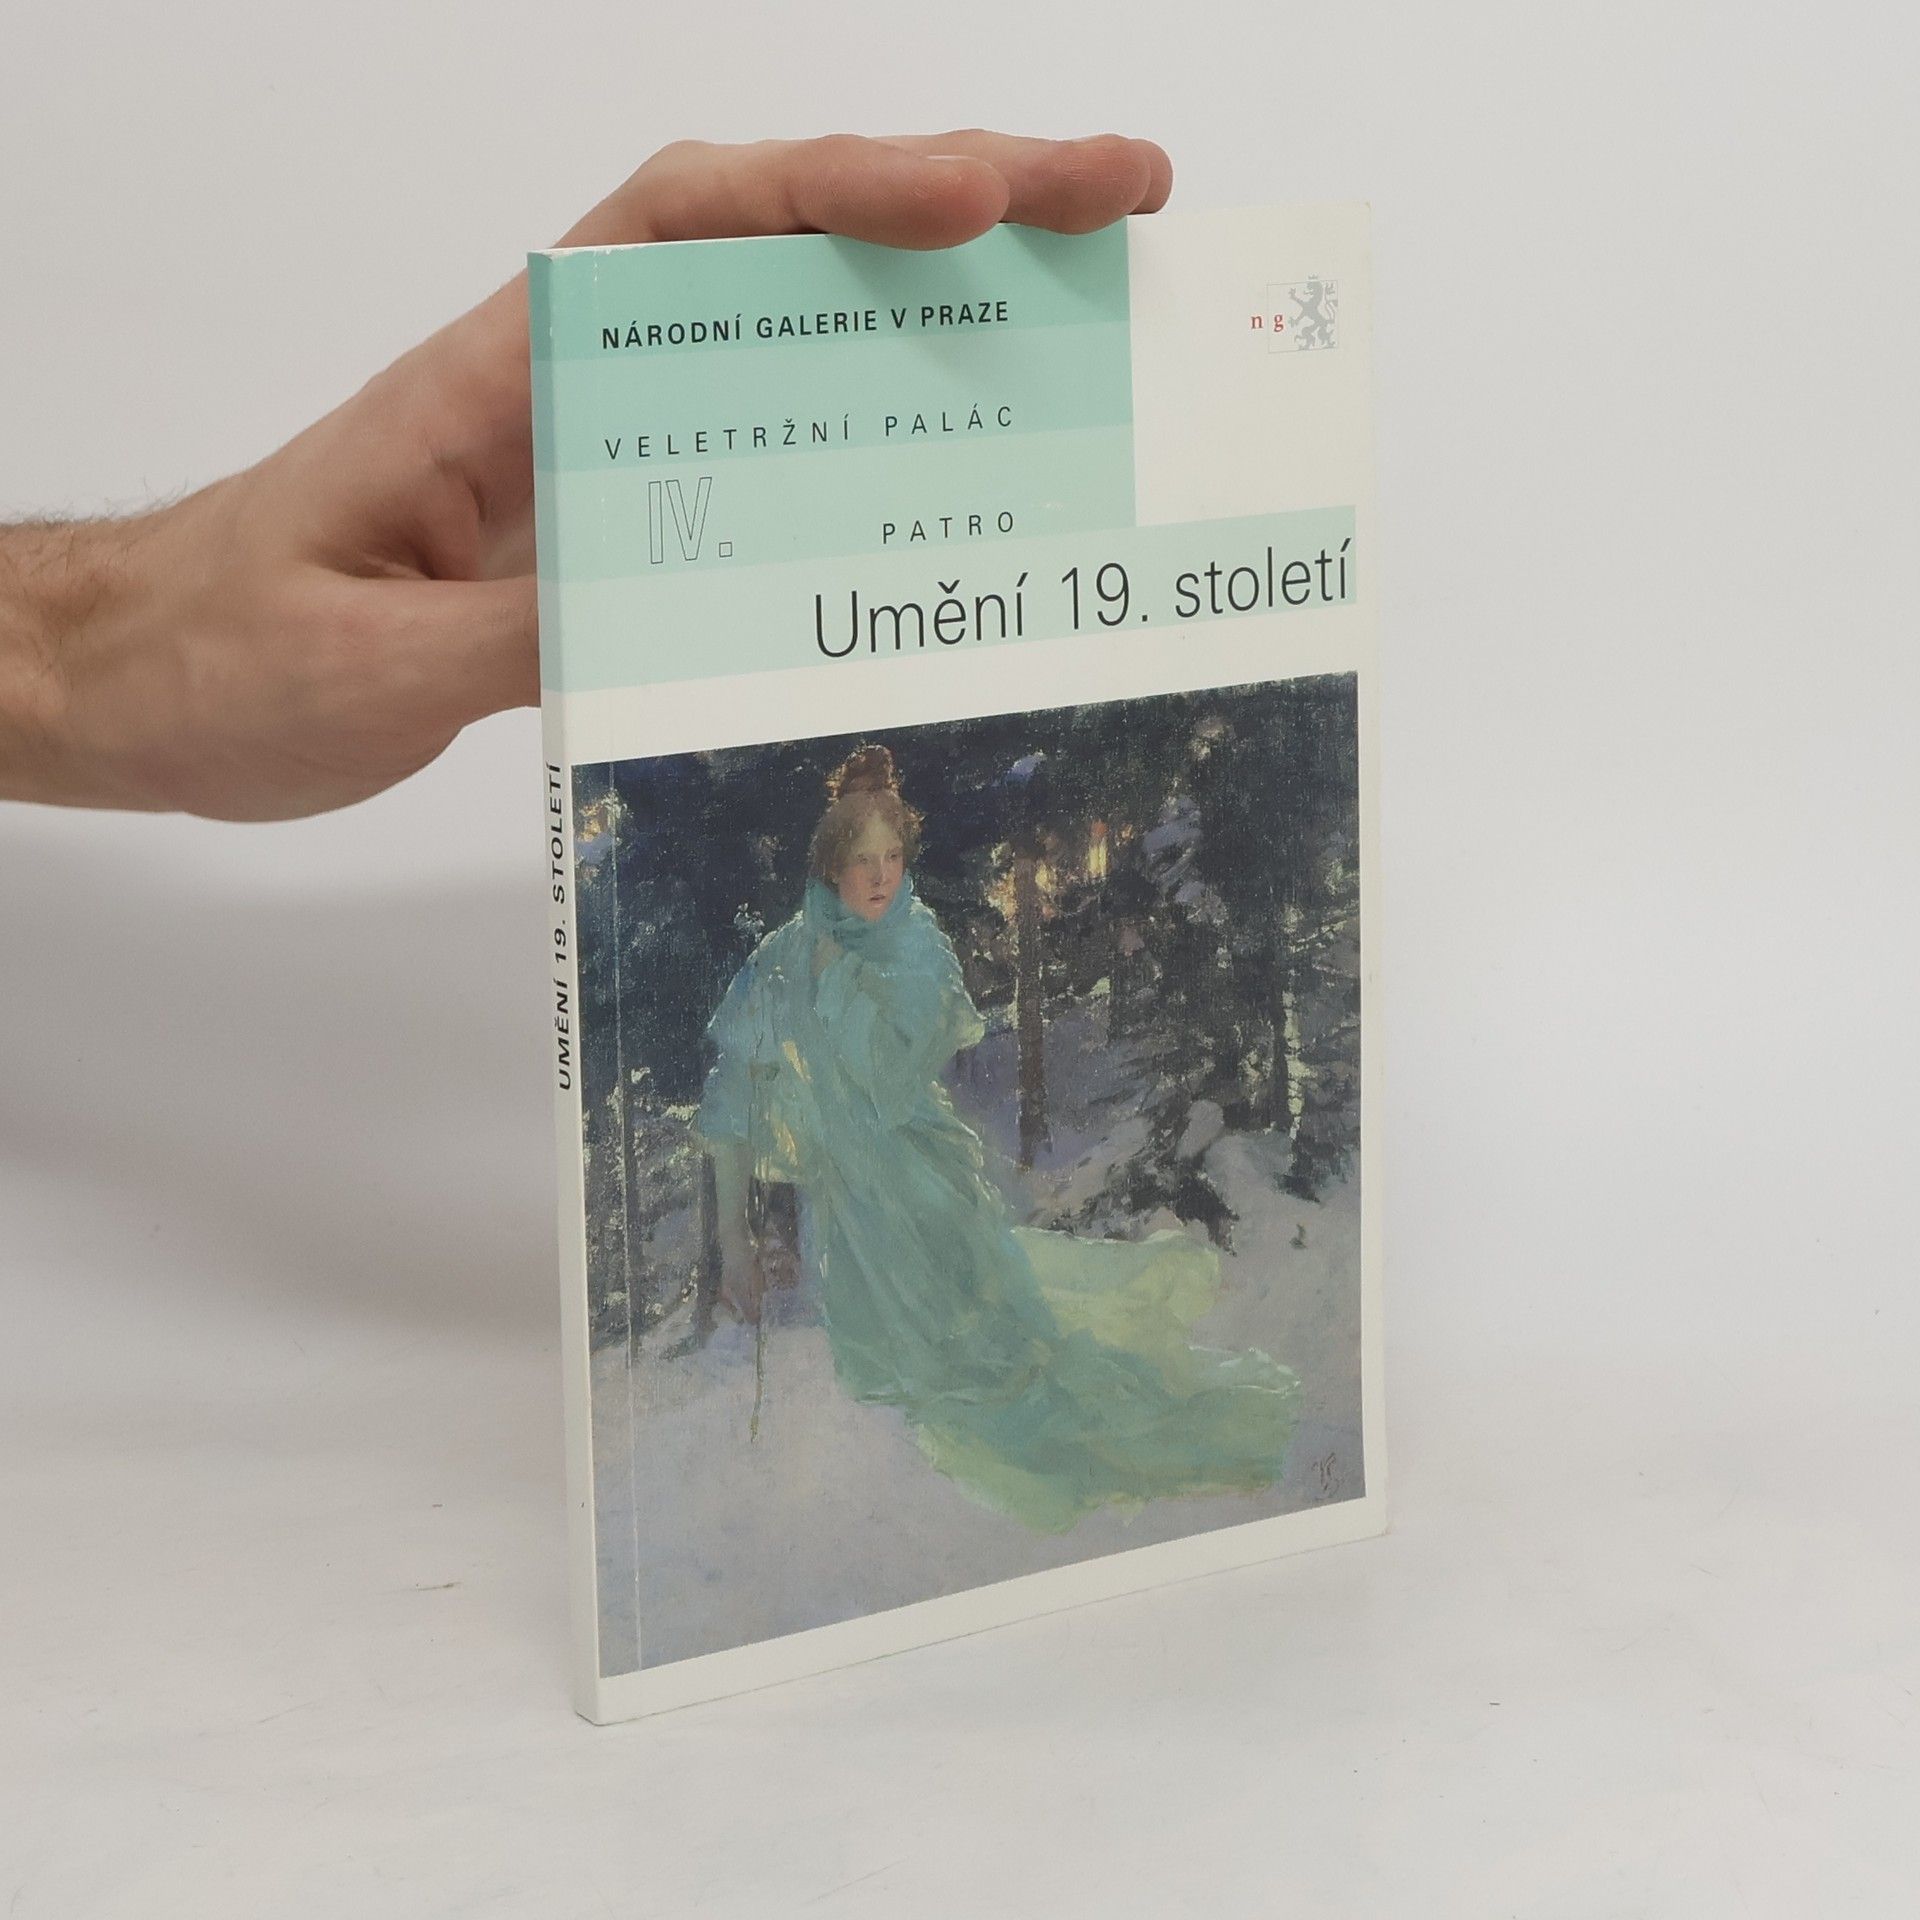 NÁRODNÍ GALERIE V PRAZE
n g
VELETRŽNÍ PALÁC
IV. PATRO
Umění 19. století
UMĚNÍ 19. STOLETÍ